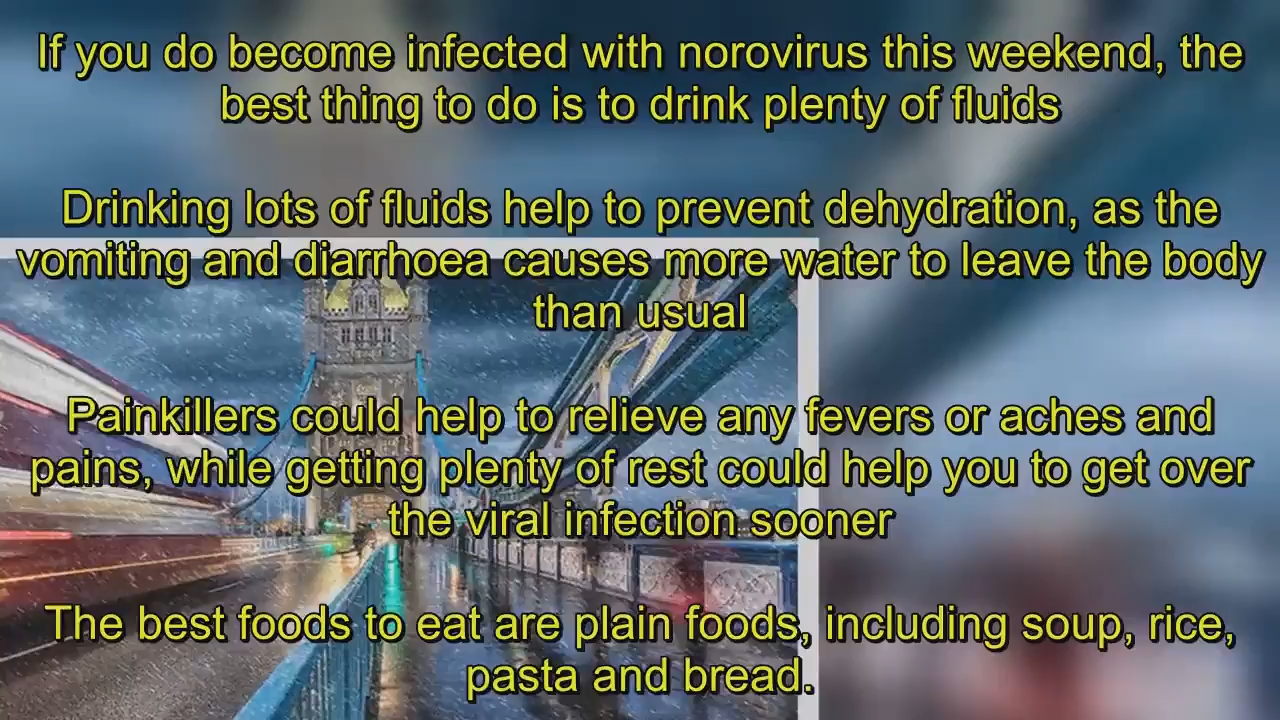 If you do become infected with norovirus this weekend, the
best thing to do is to drink plenty of fluids
Drinking lots of fluids help to prevent dehydration, as the
vomiting and diarrhoea causes more water to leave the body
than usual
Painkillers could help to relieve any fevers or aches and
pains, while getting plenty of rest could help you to get over
the viral infection sooner
The best foods to eat are plain foods, including soup, rice,
pasta and bread.